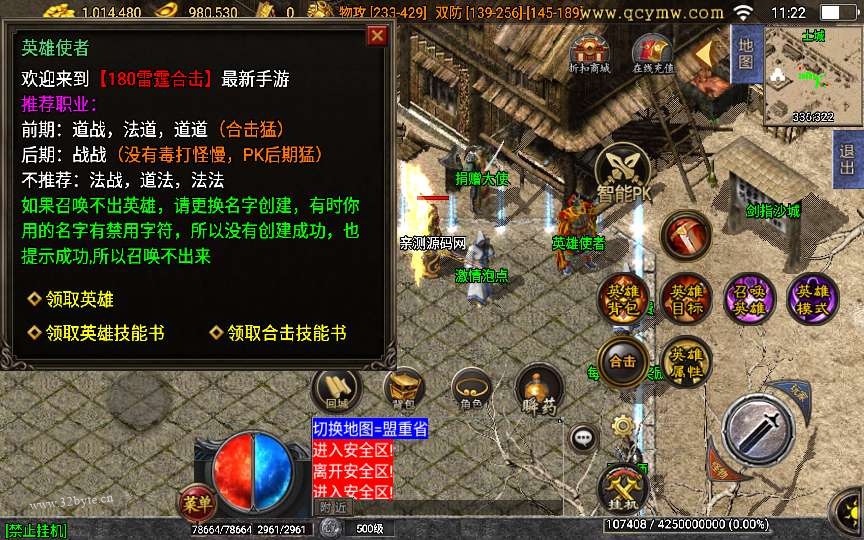 1,014,480
980,530
0
物攻 [233-429] 双防 [139-256]-[145-189]
www.qcymw.com
11:22
英雄使者
欢迎来到【180雷霆合击】最新手游
推荐职业：
前期：道战，法道，道道（合击猛）
后期：战战（没有毒打怪慢，PK后期猛）
不推荐：法战，道法，法法
如果召唤不出英雄，请更换名字创建，有时你
用的名字有禁用字符，所以没有创建成功，也
提示成功,所以召唤不出来
领取英雄
领取英雄技能书 领取合击技能书
折扣商城 在线充值
地图
土城
336:322
退出
捐赠大使
智能PK
亲测源码网
英雄使者
剑指沙城
激情泡点
英雄背包
英雄目标
召唤英雄
英雄模式
合击
英雄属性
回城 背包 角色 瞬药
玩家
怪物
切换地图=盟重省
进入安全区!
离开安全区!
进入安全区!
附近
挂机
菜单
www.32byte.cn
[禁止挂机]
78664/78664 2961/2961
500级
107408 / 4250000000 (0.00%)